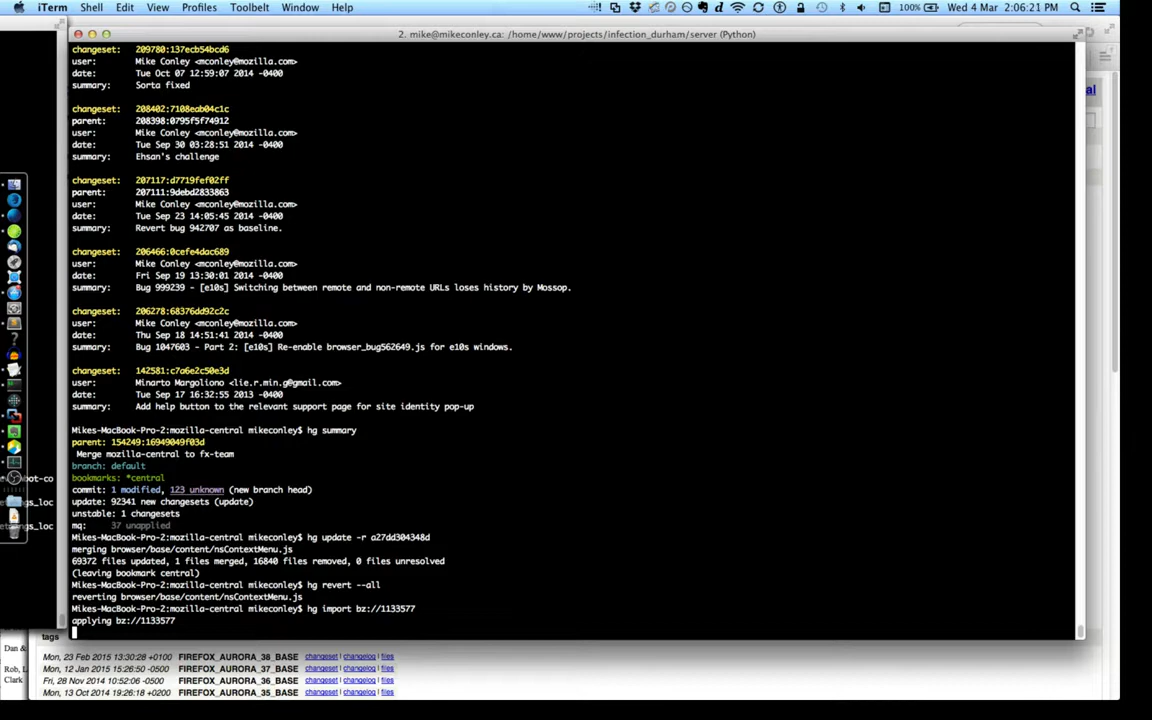 iTerm Shell Edit View Profiles Toolbelt Window Help 100% Wed 4 Mar 2:06:21 PM
2. mike@mikeconley.ca: /home/www/projects/infection_durham/server (Python)
changeset: 209780:137ecb54bcd6
user: Mike Conley <mconley@mozilla.com>
date: Tue Oct 07 12:59:07 2014 -0400
summary: Sorta fixed
changeset: 208402:7108eab04c1c
parent: 208398:0795f5f74912
user: Mike Conley <mconley@mozilla.com>
date: Tue Sep 30 03:28:51 2014 -0400
summary: Ehsan's challenge
changeset: 207117:d7719fef02ff
parent: 207111:9debd2833863
user: Mike Conley <mconley@mozilla.com>
date: Tue Sep 23 14:05:45 2014 -0400
summary: Revert bug 942707 as baseline.
changeset: 206466:0cefe4dac689
user: Mike Conley <mconley@mozilla.com>
date: Fri Sep 19 13:30:01 2014 -0400
summary: Bug 999239 - [e10s] Switching between remote and non-remote URLs loses history by Mossop.
changeset: 206278:68376dd92c2c
user: Mike Conley <mconley@mozilla.com>
date: Thu Sep 18 14:51:41 2014 -0400
summary: Bug 1047603 - Part 2: [e10s] Re-enable browser_bug562649.js for e10s windows.
changeset: 142581:c7a6e2c50e3d
user: Minarto Margoliono <lie.r.min.g@gmail.com>
date: Tue Sep 17 16:32:55 2013 -0400
summary: Add help button to the relevant support page for site identity pop-up
Mikes-MacBook-Pro-2:mozilla-central mikeconley$ hg summary
parent: 154249:16949049f03d
Merge mozilla-central to fx-team
branch: default
bookmarks: *central
commit: 1 modified, 123 unknown (new branch head)
update: 92341 new changesets (update)
unstable: 1 changesets
mq: 37 unapplied
Mikes-MacBook-Pro-2:mozilla-central mikeconley$ hg update -r a27dd304348d
merging browser/base/content/nsContextMenu.js
69372 files updated, 1 files merged, 16840 files removed, 0 files unresolved
(leaving bookmark central)
Mikes-MacBook-Pro-2:mozilla-central mikeconley$ hg revert --all
reverting browser/base/content/nsContextMenu.js
Mikes-MacBook-Pro-2:mozilla-central mikeconley$ hg import bz://1133577
applying bz://1133577
tags
Dan &
Mon, 23 Feb 2015 13:30:28 +0100 FIREFOX_AURORA_38_BASE changeset | changelog | files
Rob, L
Mon, 12 Jan 2015 15:26:50 -0500 FIREFOX_AURORA_37_BASE changeset | changelog | files
Clark
Fri, 28 Nov 2014 10:52:06 -0500 FIREFOX_AURORA_36_BASE changeset | changelog | files
Mon, 13 Oct 2014 19:26:18 +0200 FIREFOX_AURORA_35_BASE changeset | changelog | files